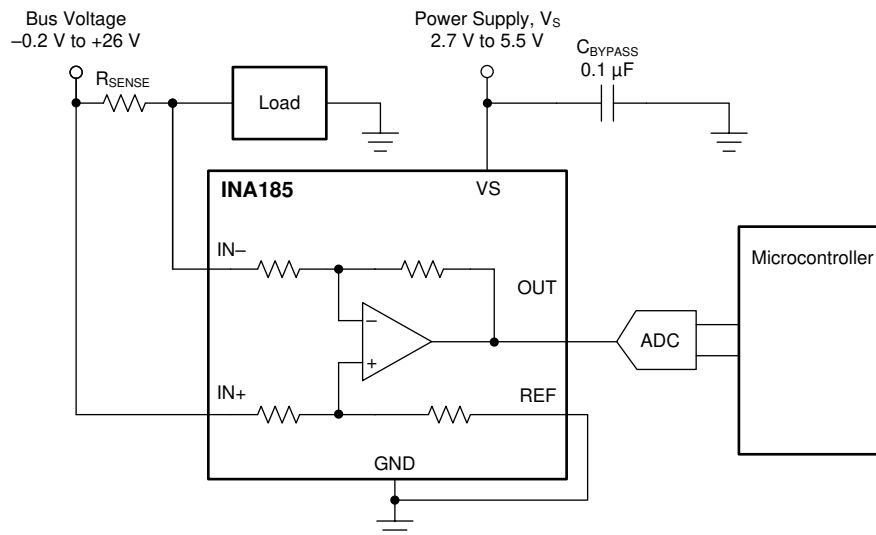 Bus Voltage
–0.2 V to +26 V
Power Supply, VS
2.7 V to 5.5 V
CBYPASS
0.1 µF
RSENSE
Load
INA185
VS
IN–
OUT
–
+
ADC
Microcontroller
IN+
REF
GND